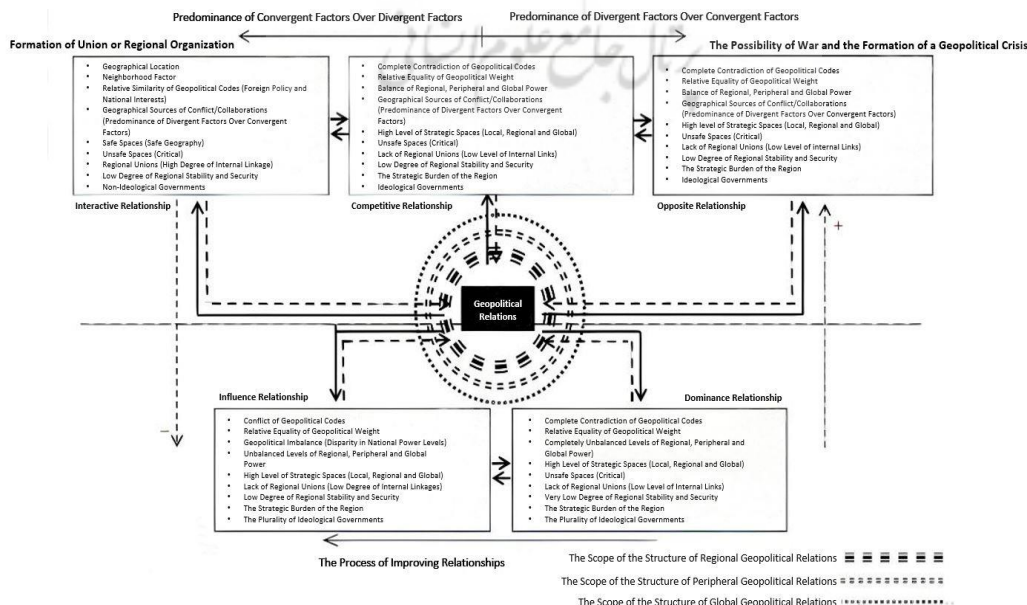 Predominance of Convergent Factors Over Divergent Factors
Predominance of Divergent Factors Over Convergent Factors
Formation of Union or Regional Organization
The Possibility of War and the Formation of a Geopolitical Crisis
• Geographical Location
• Neighborhood Factor
• Relative Similarity of Geopolitical Codes (Foreign Policy and
National Interests)
• Geographical Sources of Conflict/Collaborations
(Predominance of Divergent Factors Over Convergent
Factors)
• Safe Spaces (Safe Geography)
• Unsafe Spaces (Critical)
• Regional Unions (High Degree of Internal Linkage)
• Low Degree of Regional Stability and Security
• Non-Ideological Governments
Interactive Relationship
• Complete Contradiction of Geopolitical Codes
• Relative Equality of Geopolitical Weight
• Balance of Regional, Peripheral and Global Power
• Geographical Sources of Conflict/Collaborations
(Predominance of Divergent Factors Over Convergent
Factors)
• High Level of Strategic Spaces (Local, Regional and Global)
• Unsafe Spaces (Critical)
• Lack of Regional Unions (Low Level of Internal Links)
• Low Degree of Regional Stability and Security
• The Strategic Burden of the Region
• Ideological Governments
Competitive Relationship
• Complete Contradiction of Geopolitical Codes
• Relative Equality of Geopolitical Weight
• Balance of Regional, Peripheral and Global Power
• Geographical Sources of Conflict/Collaborations
(Predominance of Divergent Factors Over Convergent Factors)
• High level of Strategic Spaces (Local, Regional and Global)
• Unsafe Spaces (Critical)
• Lack of Regional Unions (Low Level of Internal Links)
• Low Degree of Regional Stability and Security
• The Strategic Burden of the Region
• Ideological Governments
Opposite Relationship
+
Geopolitical
Relations
−
Influence Relationship
• Conflict of Geopolitical Codes
• Relative Equality of Geopolitical Weight
• Geopolitical Imbalance (Disparity in National Power Levels)
• Unbalanced Levels of Regional, Peripheral and Global
Power
• High Level of Strategic Spaces (Local, Regional and Global)
• Lack of Regional Unions (Low Degree of Internal Linkages)
• Low Degree of Regional Stability and Security
• The Strategic Burden of the Region
• The Plurality of Ideological Governments
Dominance Relationship
• Complete Contradiction of Geopolitical Codes
• Relative Equality of Geopolitical Weight
• Completely Unbalanced Levels of Regional, Peripheral and
Global Power)
• High Level of Strategic Spaces (Local, Regional and Global)
• Unsafe Spaces (Critical)
• Lack of Regional Unions (Low Level of Internal Links)
• Very Low Degree of Regional Stability and Security
• The Strategic Burden of the Region
• The Plurality of Ideological Governments
The Process of Improving Relationships
The Scope of the Structure of Regional Geopolitical Relations
The Scope of the Structure of Peripheral Geopolitical Relations
The Scope of the Structure of Global Geopolitical Relations